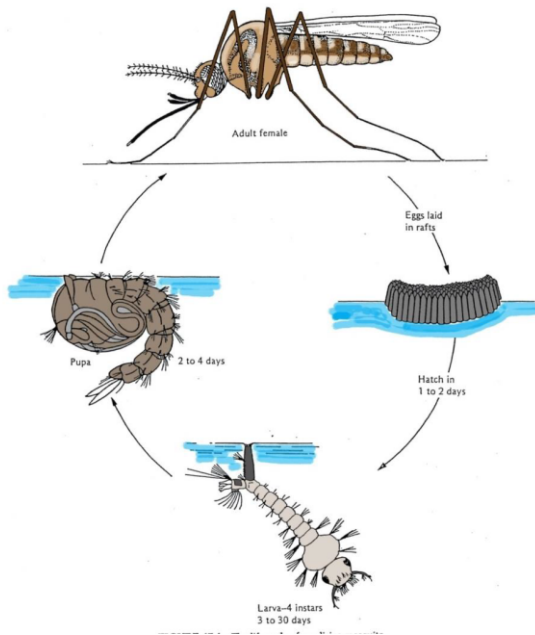 Adult female
Eggs laid
in rafts
Pupa
2 to 4 days
Hatch in
1 to 2 days
Larva–4 instars
3 to 30 days